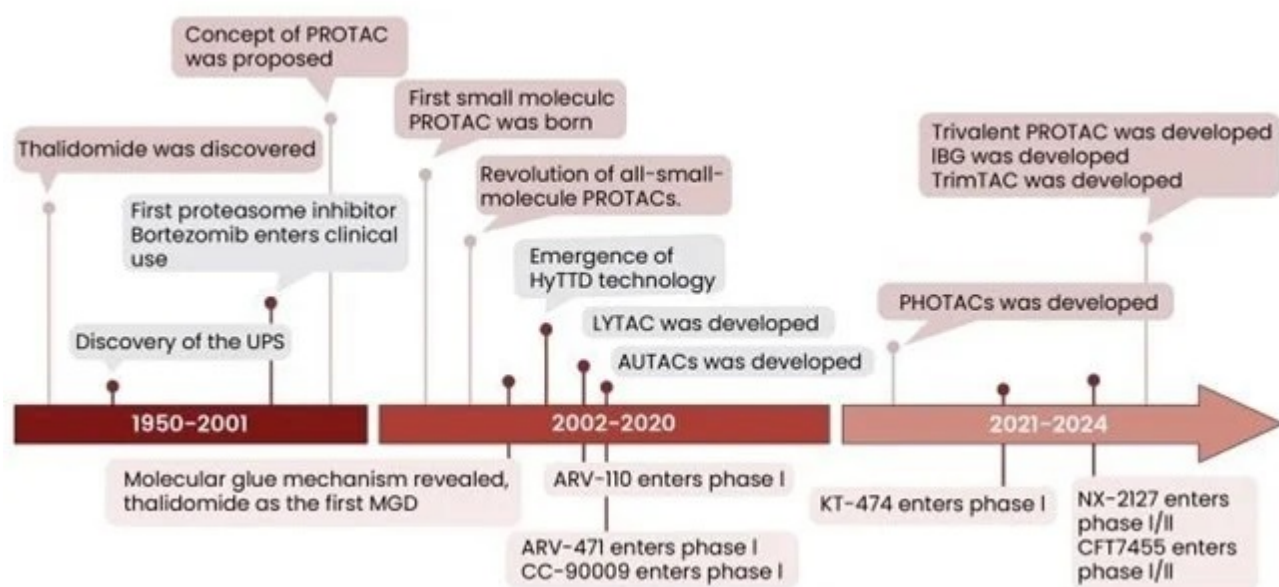 Concept of PROTAC
was proposed
First small moleculc
PROTAC was born
Thalidomide was discovered
Revolution of all-small-
molecule PROTACs.
Trivalent PROTAC was developed
IBG was developed
TrimTAC was developed
First proteasome inhibitor
Bortezomib enters clinical
use
Emergence of
HyTTD technology
PHOTACs was developed
LYTAC was developed
Discovery of the UPS
AUTACs was developed
1950-2001
2002-2020
2021-2024
Molecular glue mechanism revealed,
thalidomide as the first MGD
ARV-110 enters phase I
KT-474 enters phase I
NX-2127 enters
phase I/II
CFT7455 enters
phase I/II
ARV-471 enters phase I
CC-90009 enters phase I